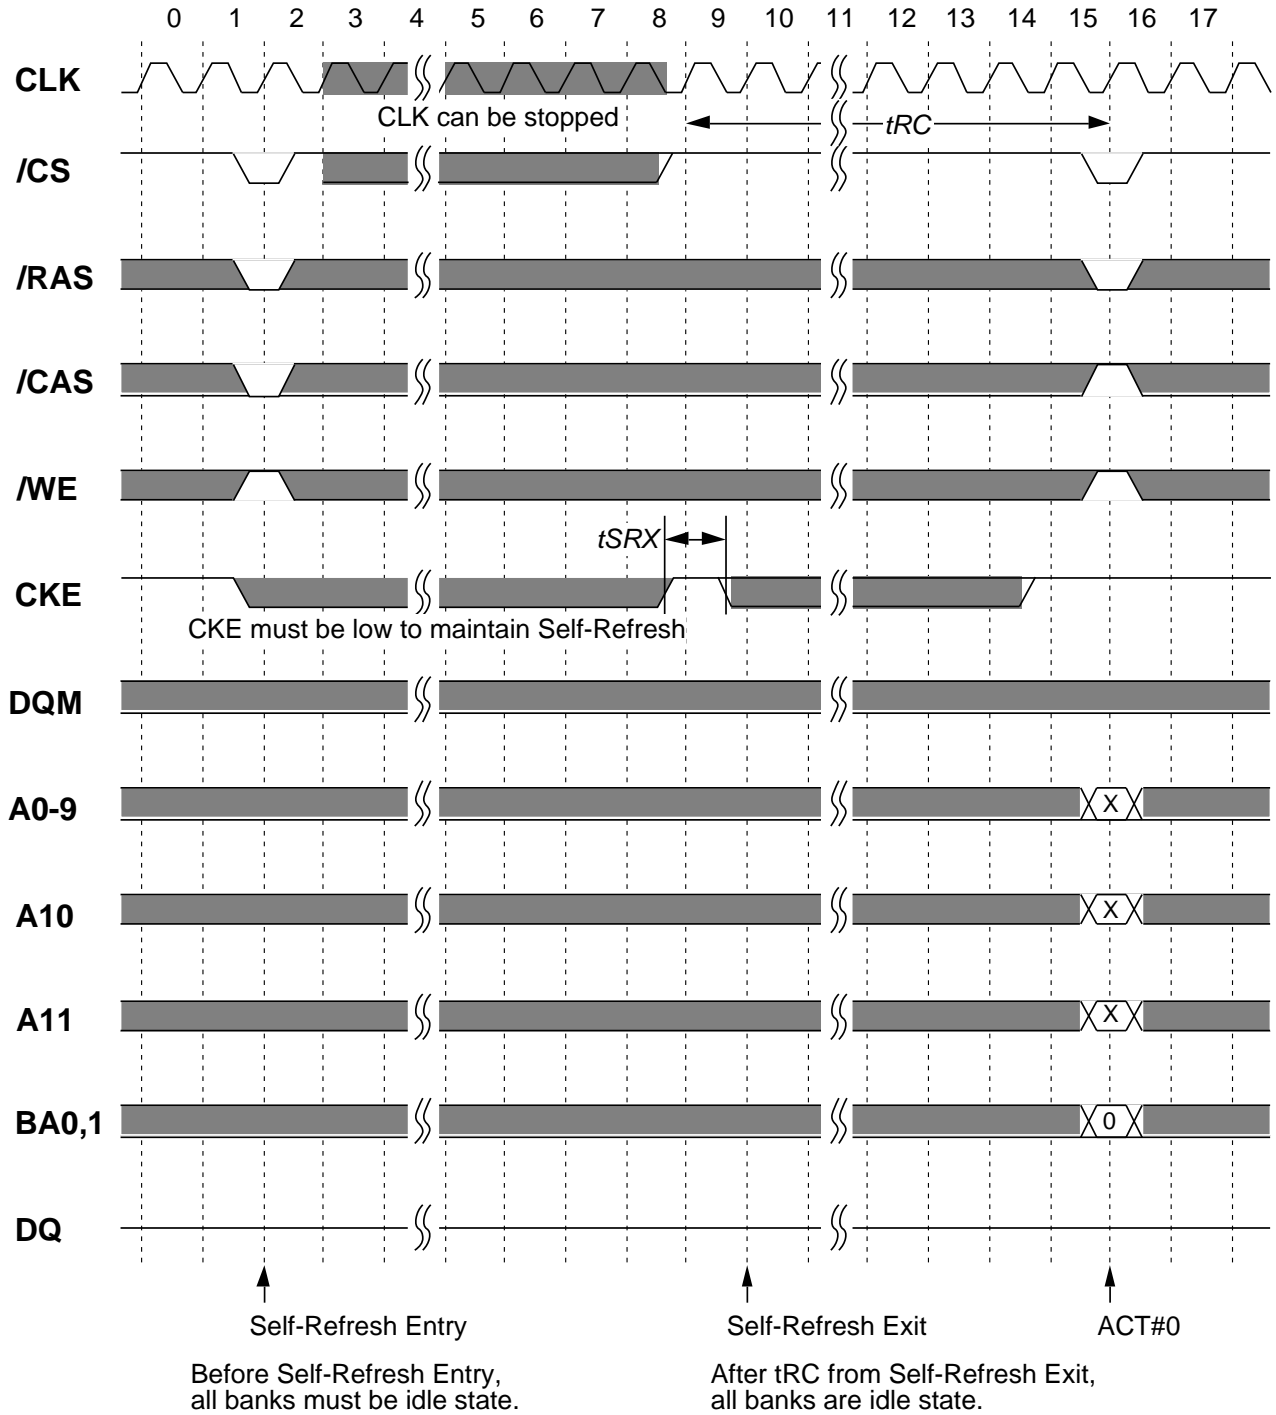 0 1 2 3 4 5 6 7 8 9 10 11 12 13 14 15 16 17
CLK
CLK can be stopped
tRC
/CS
/RAS
/CAS
/WE
tSRX
CKE
CKE must be low to maintain Self-Refresh
DQM
A0-9
X
A10
X
A11
X
BA0,1
0
DQ
Self-Refresh Entry
Self-Refresh Exit
ACT#0
Before Self-Refresh Entry,
all banks must be idle state.
After tRC from Self-Refresh Exit,
all banks are idle state.